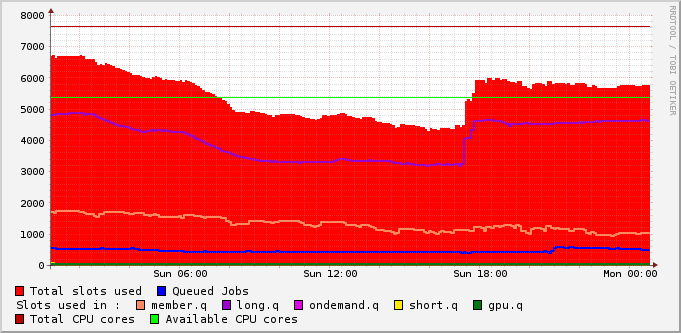 8000
7000
6000
5000
4000
3000
2000
1000
0
Sun 06:00 Sun 12:00 Sun 18:00 Mon 00:00
RRDTOOL / TOBI OETIKER
Total slots used Queued Jobs
Slots used in : member.q long.q ondemand.q short.q gpu.q
Total CPU cores Available CPU cores